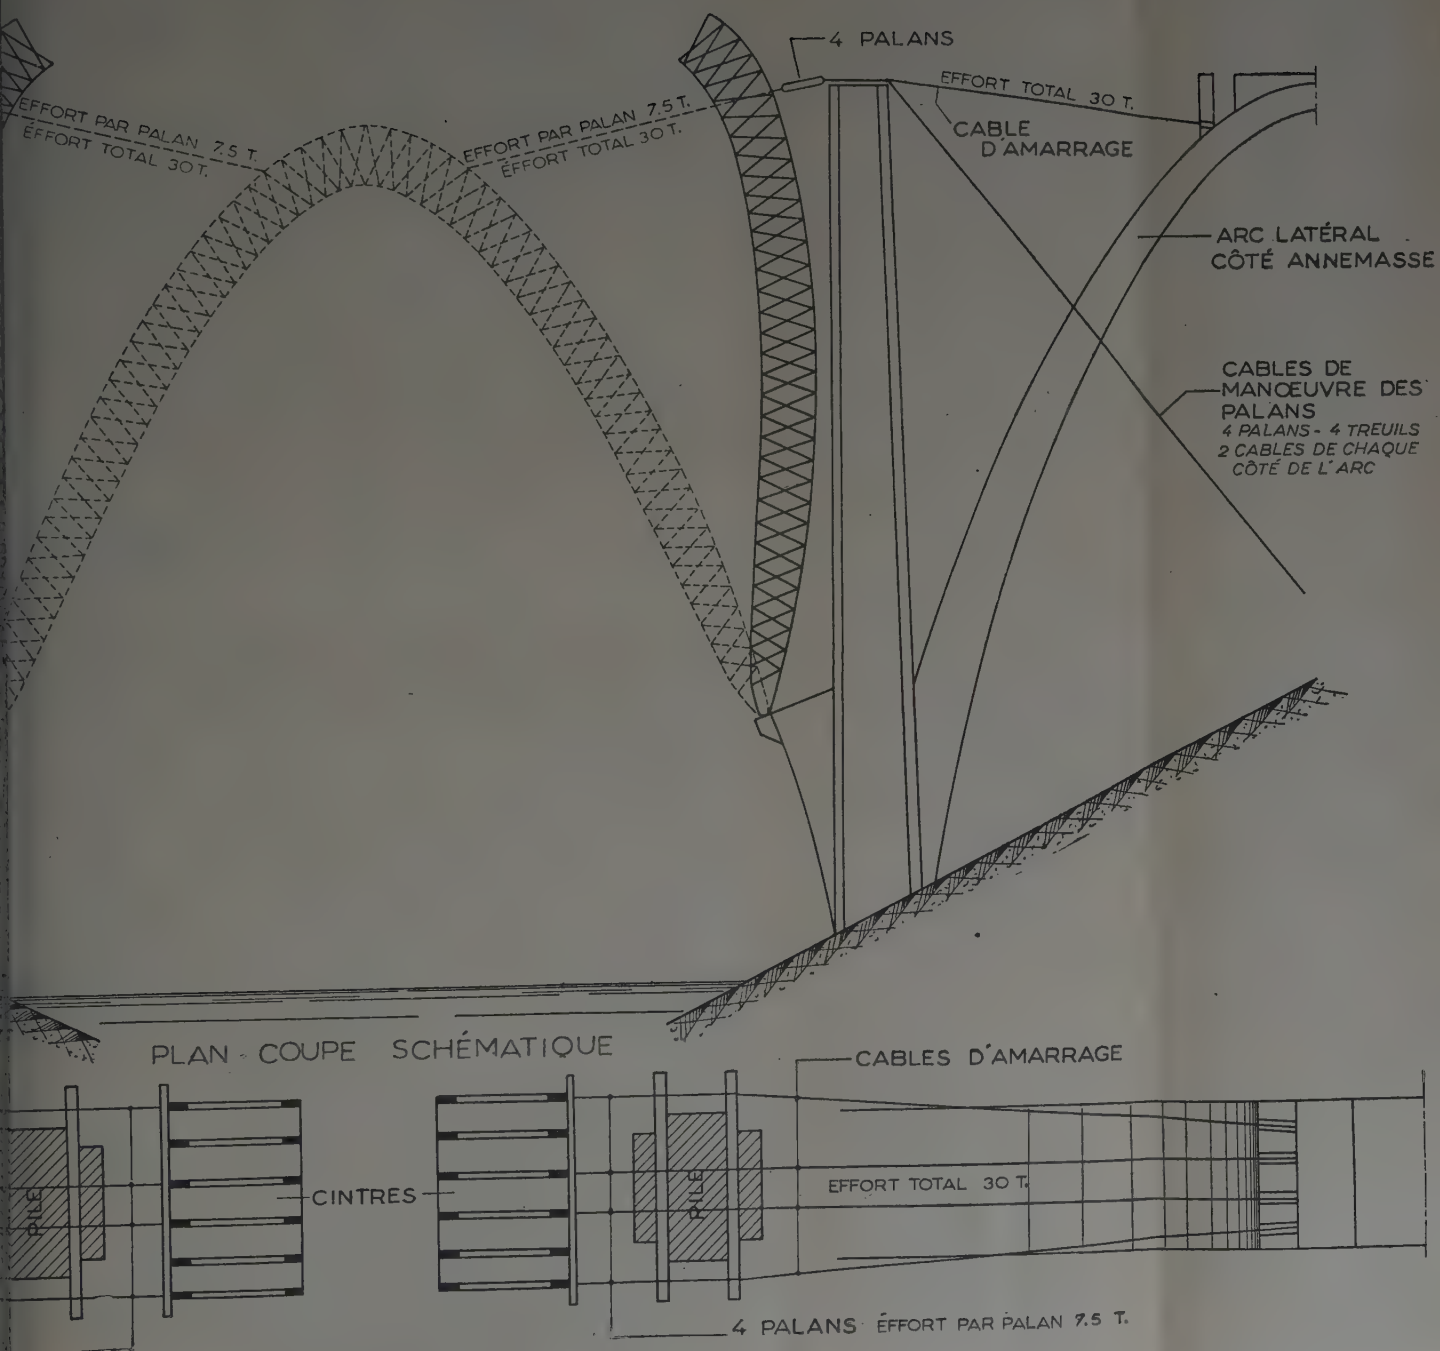 4 PALANS
EFFORT PAR PALAN 7.5 T.
ÉFFORT TOTAL 30 T.
EFFORT PAR PALAN 7.5 T.
ÉFFORT TOTAL 30 T.
EFFORT TOTAL 30 T.
CABLE
D'AMARRAGE
ARC LATÉRAL
CÔTÉ ANNEMASSE
CABLES DE
MANŒUVRE DES
PALANS
4 PALANS - 4 TREUILS
2 CABLES DE CHAQUE
CÔTÉ DE L'ARC
PLAN - COUPE SCHÉMATIQUE
CABLES D'AMARRAGE
PILE
CINTRES
PILE
EFFORT TOTAL 30 T.
4 PALANS ÉFFORT PAR PALAN 7.5 T.